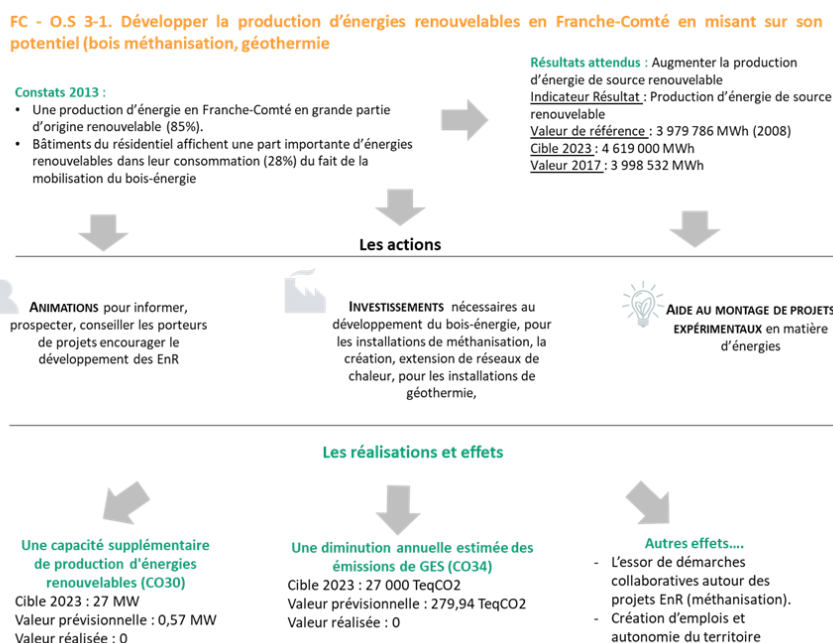 FC - O.S 3-1. Développer la production d'énergies renouvelables en Franche-Comté en misant sur son
potentiel (bois méthanisation, géothermie
Constats 2013 :
• Une production d'énergie en Franche-Comté en grande partie
d'origine renouvelable (85%).
• Bâtiments du résidentiel affichent une part importante d'énergies
renouvelables dans leur consommation (28%) du fait de la
mobilisation du bois-énergie
Résultats attendus : Augmenter la production
d'énergie de source renouvelable
Indicateur Résultat : Production d'énergie de source
renouvelable
Valeur de référence : 3 979 786 MWh (2008)
Cible 2023 : 4 619 000 MWh
Valeur 2017 : 3 998 532 MWh
Les actions
ANIMATIONS pour informer,
prospecter, conseiller les porteurs
de projets encourager le
développement des EnR
INVESTISSEMENTS nécessaires au
développement du bois-énergie, pour
les installations de méthanisation, la
création, extension de réseaux de
chaleur, pour les installations de
géothermie,
AIDE AU MONTAGE DE PROJETS
EXPÉRIMENTAUX en matière
d'énergies
Les réalisations et effets
Une capacité supplémentaire
de production d'énergies
renouvelables (CO30)
Cible 2023 : 27 MW
Valeur prévisionnelle : 0,57 MW
Valeur réalisée : 0
Une diminution annuelle estimée des
émissions de GES (CO34)
Cible 2023 : 27 000 TeqCO2
Valeur prévisionnelle : 279,94 TeqCO2
Valeur réalisée : 0
Autres effets....
- L'essor de démarches
collaboratives autour des
projets EnR (méthanisation).
- Création d'emplois et
autonomie du territoire